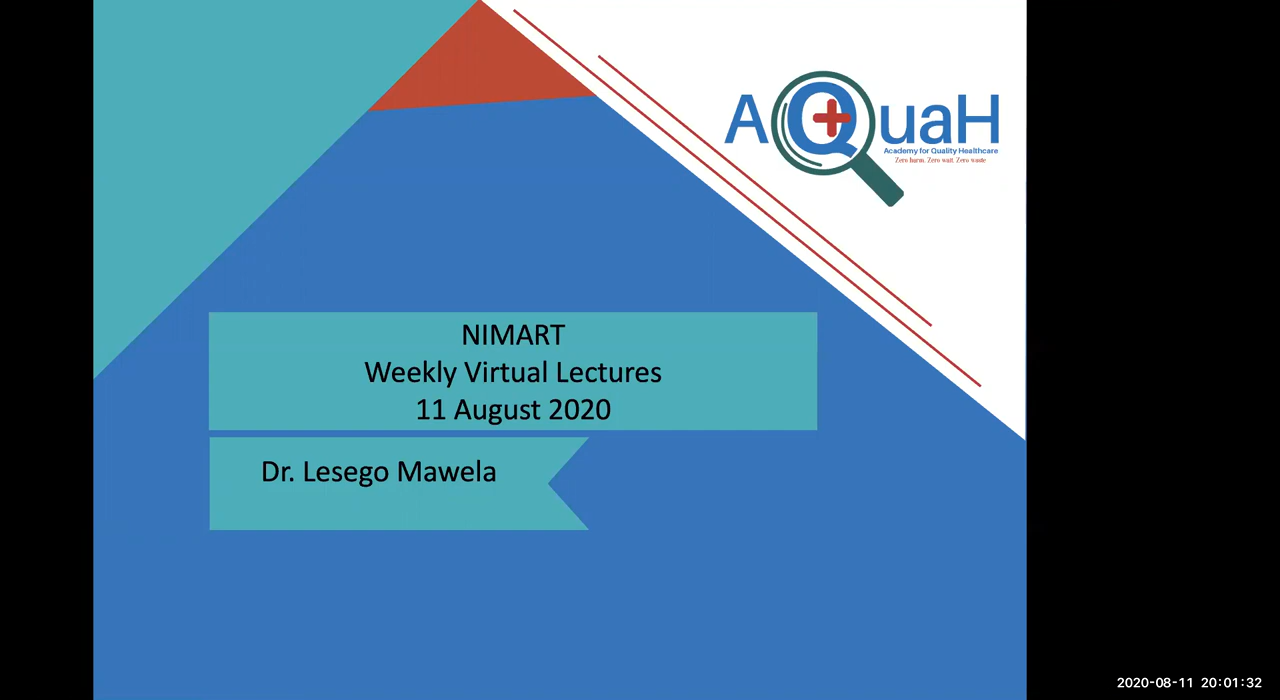 AQuaH
Academy for Quality Healthcare
Zero harm. Zero wait. Zero waste
NIMART
Weekly Virtual Lectures
11 August 2020
Dr. Lesego Mawela
2020-08-11 20:01:32